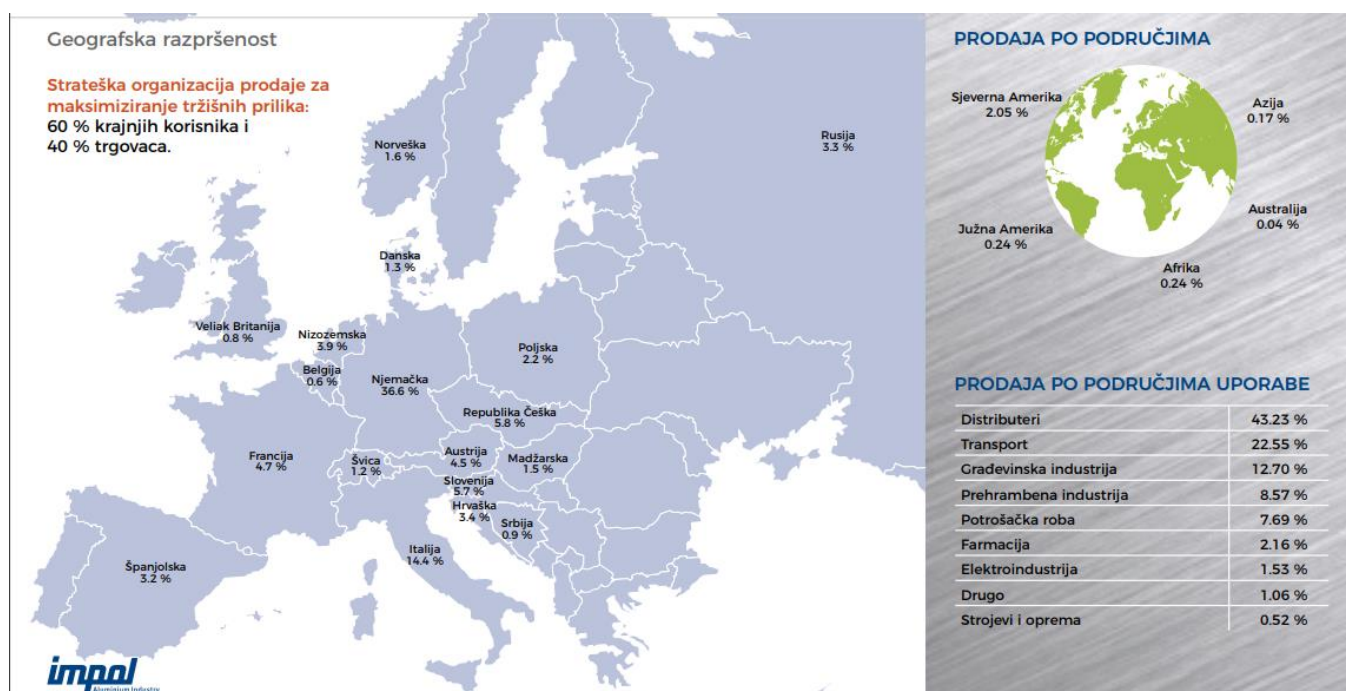 Geografska razpršenost
Strateška organizacija prodaje za
maksimiziranje tržišnih prilika:
60 % krajnjih korisnika i
40 % trgovaca.
Norveška
1.6 %
Rusija
3.3 %
Danska
1.3 %
Veliak Britanija
0.8 %
Nizozemska
3.9 %
Belgija
0.6 %
Njemačka
36.6 %
Poljska
2.2 %
Republika Češka
5.8 %
Francija
4.7 %
Švica
1.2 %
Austrija
4.5 %
Madžarska
1.5 %
Slovenija
5.7 %
Hrvaška
3.4 %
Srbija
0.9 %
Italija
14.4 %
Španjolska
3.2 %
impol
Aluminium Industry
PRODAJA PO PODRUČJIMA
Sjeverna Amerika
2.05 %
Azija
0.17 %
Australija
0.04 %
Južna Amerika
0.24 %
Afrika
0.24 %
PRODAJA PO PODRUČJIMA UPORABE
Distributeri 43.23 %
Transport 22.55 %
Građevinska industrija 12.70 %
Prehrambena industrija 8.57 %
Potrošačka roba 7.69 %
Farmacija 2.16 %
Elektroindustrija 1.53 %
Drugo 1.06 %
Strojevi i oprema 0.52 %